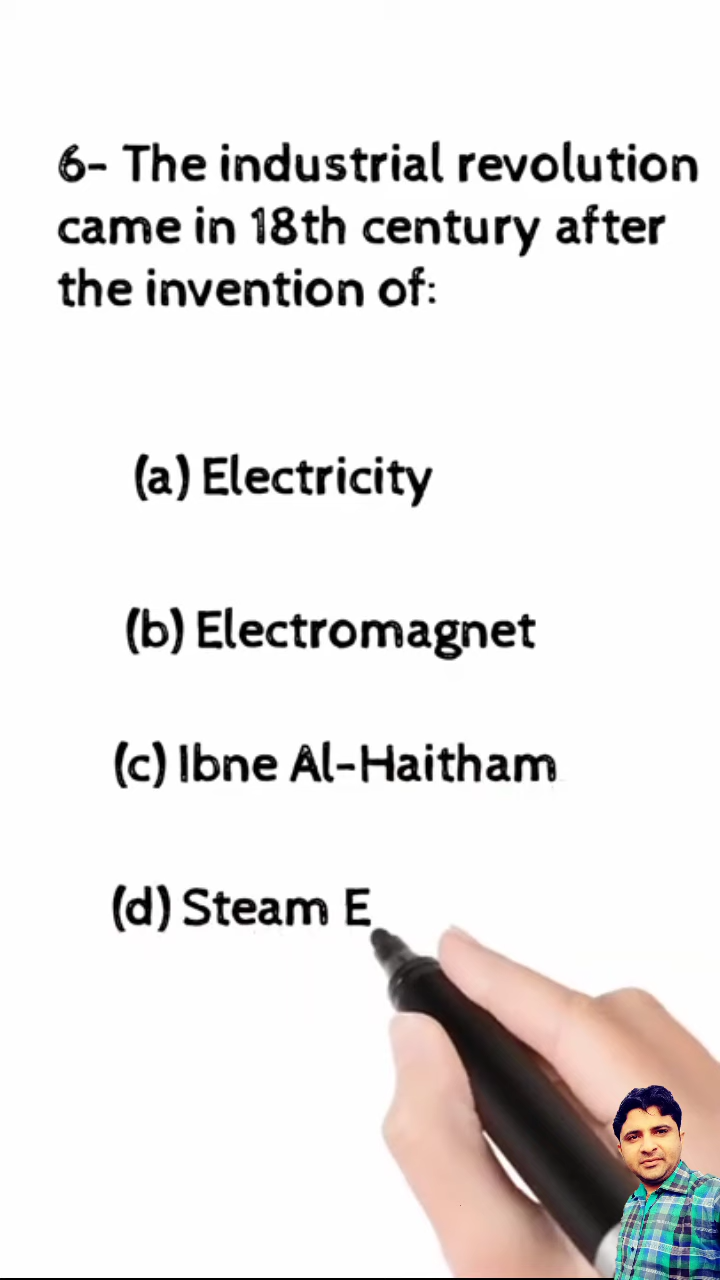 6- The industrial revolution
came in 18th century after
the invention of:
(a) Electricity
(b) Electromagnet
(c) Ibne Al-Haitham
(d) Steam E